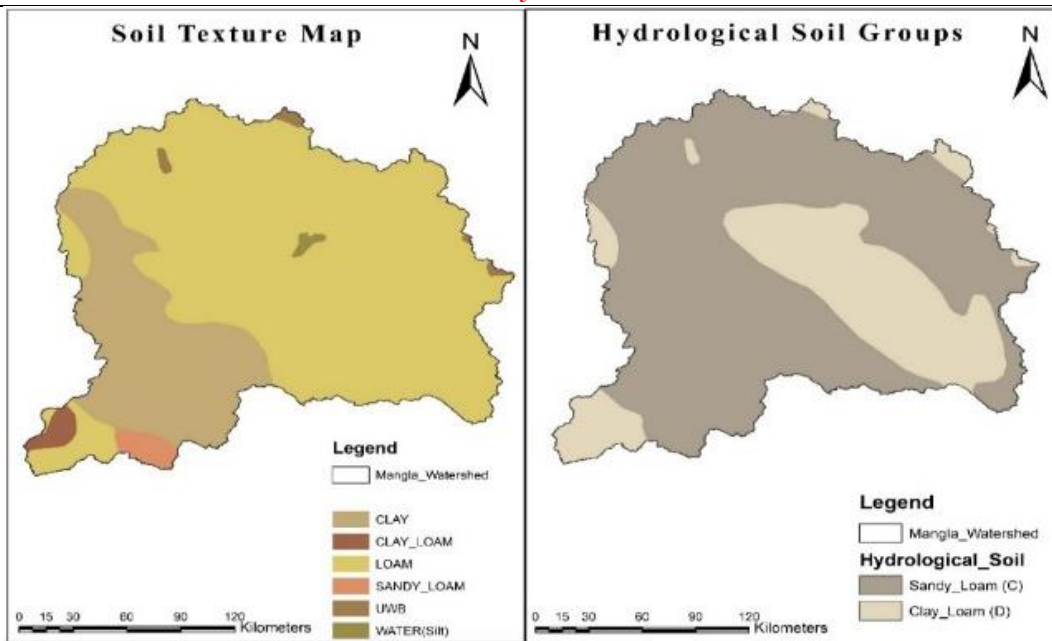 Soil Texture Map
N
Legend
Mangla_Watershed
CLAY
CLAY_LOAM
LOAM
SANDY_LOAM
UWB
WATER(Silt)
0 15 30 60 90 120
Kilometers
Hydrological Soil Groups
N
Legend
Mangla_Watershed
Hydrological_Soil
Sandy_Loam (C)
Clay_Loam (D)
0 15 30 60 90 120
Kilometers